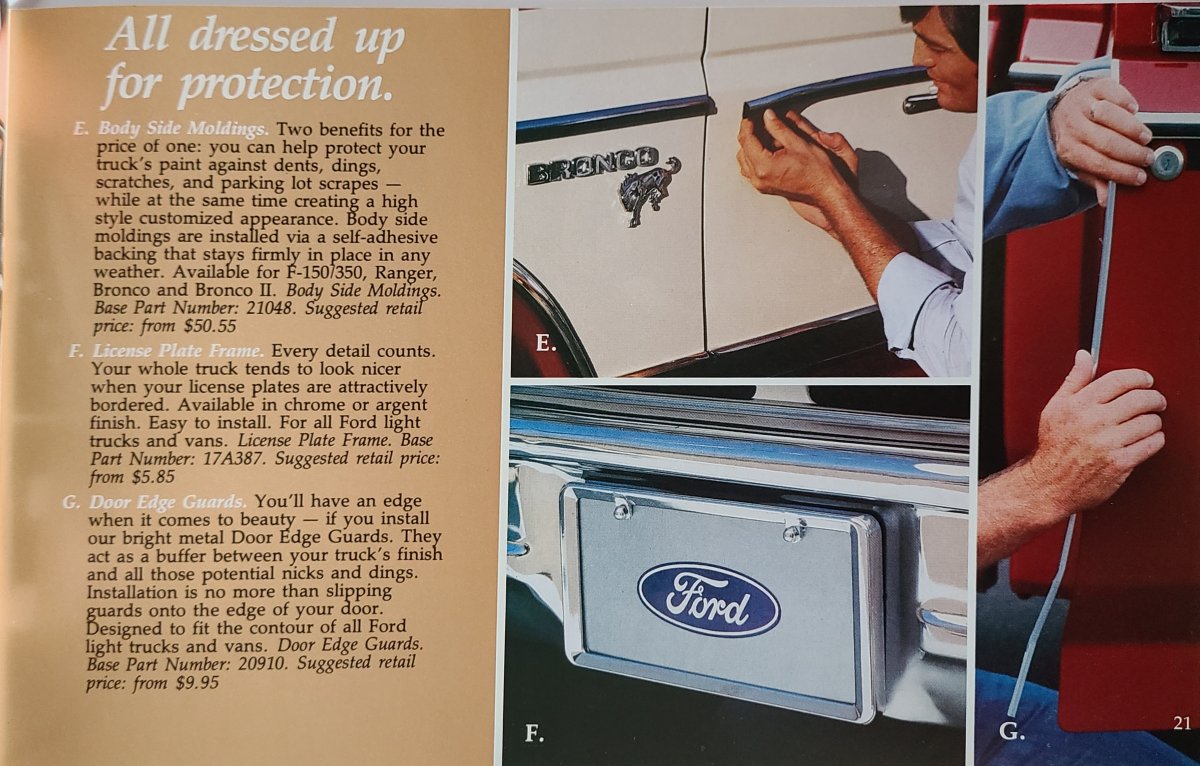 All dressed up
for protection.
E. Body Side Moldings. Two benefits for the
price of one: you can help protect your
truck's paint against dents, dings,
scratches, and parking lot scrapes —
while at the same time creating a high
style customized appearance. Body side
moldings are installed via a self-adhesive
backing that stays firmly in place in any
weather. Available for F-150/350, Ranger,
Bronco and Bronco II. Body Side Moldings.
Base Part Number: 21048. Suggested retail
price: from $50.55
F. License Plate Frame. Every detail counts.
Your whole truck tends to look nicer
when your license plates are attractively
bordered. Available in chrome or argent
finish. Easy to install. For all Ford light
trucks and vans. License Plate Frame. Base
Part Number: 17A387. Suggested retail price:
from $5.85
G. Door Edge Guards. You'll have an edge
when it comes to beauty — if you install
our bright metal Door Edge Guards. They
act as a buffer between your truck's finish
and all those potential nicks and dings.
Installation is no more than slipping
guards onto the edge of your door.
Designed to fit the contour of all Ford
light trucks and vans. Door Edge Guards.
Base Part Number: 20910. Suggested retail
price: from $9.95
BRONCO
E.
Ford
F.
G.
21